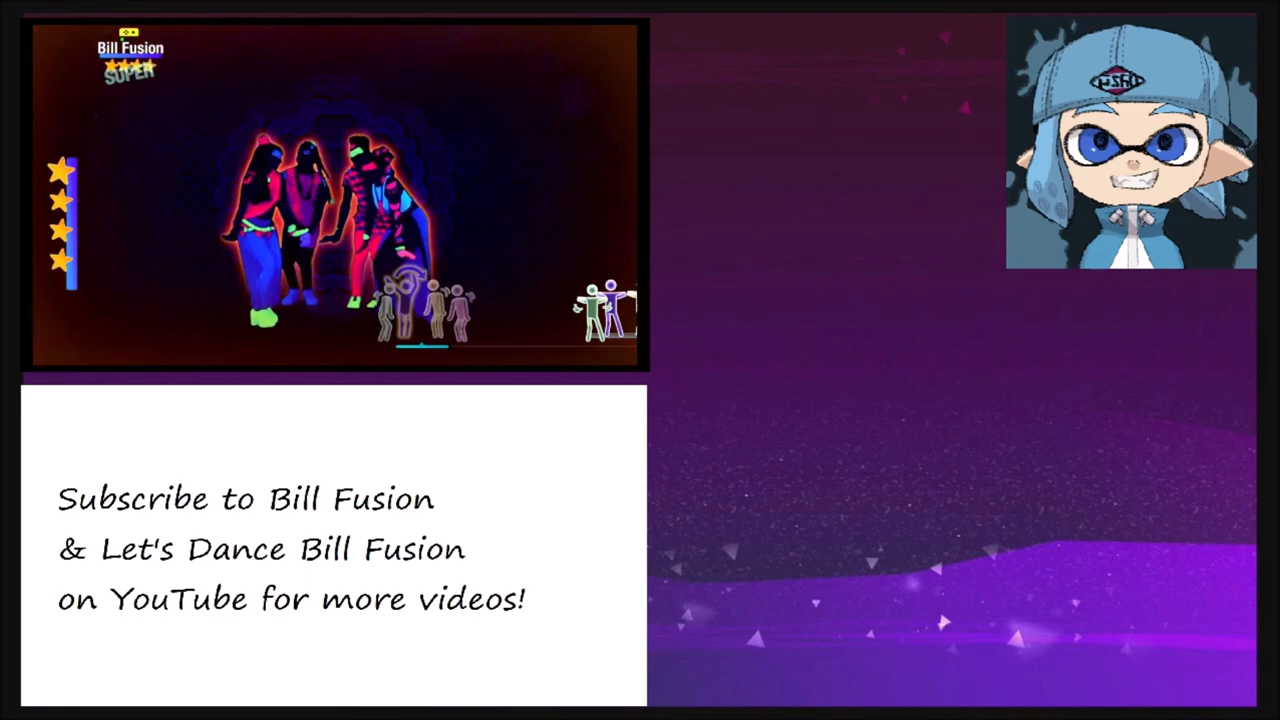 Bill Fusion
SUPER
Subscribe to Bill Fusion
& Let's Dance Bill Fusion
on YouTube for more videos!